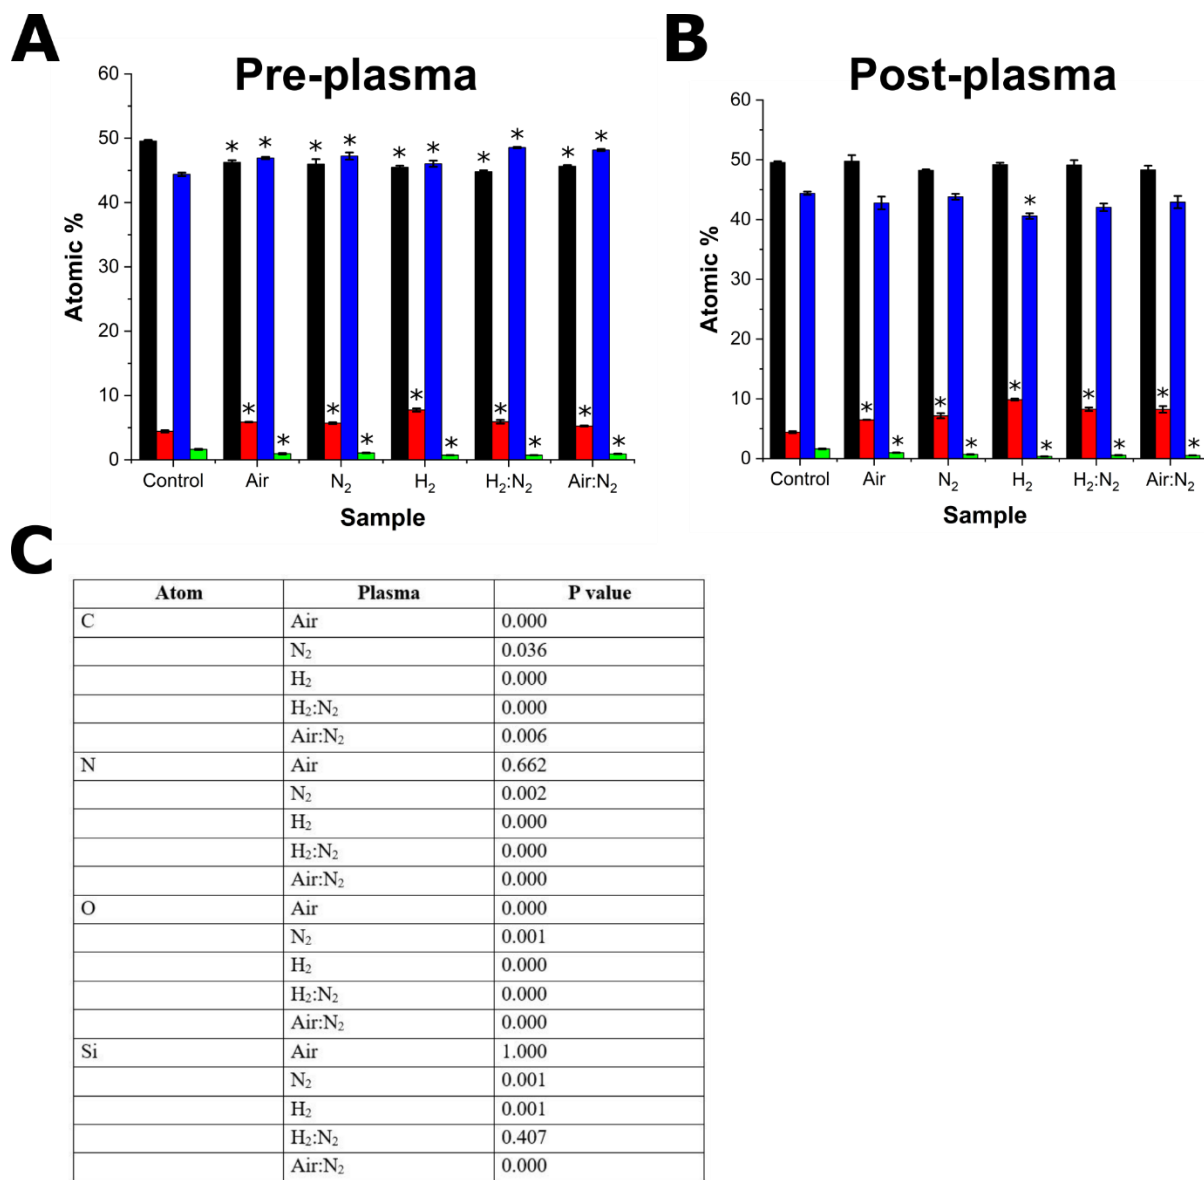 A
Pre-plasma
60
50
40
30
20
10
0
Atomic %
* * * * * * * * * *
* * * * * * * * * *
Control Air N₂ H₂ H₂:N₂ Air:N₂
Sample
B
Post-plasma
60
50
40
30
20
10
0
Atomic %
*
* * * * * * * * * *
Control Air N₂ H₂ H₂:N₂ Air:N₂
Sample
C
Atom Plasma P value
C Air 0.000
N₂ 0.036
H₂ 0.000
H₂:N₂ 0.000
Air:N₂ 0.006
N Air 0.662
N₂ 0.002
H₂ 0.000
H₂:N₂ 0.000
Air:N₂ 0.000
O Air 0.000
N₂ 0.001
H₂ 0.000
H₂:N₂ 0.000
Air:N₂ 0.000
Si Air 1.000
N₂ 0.001
H₂ 0.001
H₂:N₂ 0.407
Air:N₂ 0.000